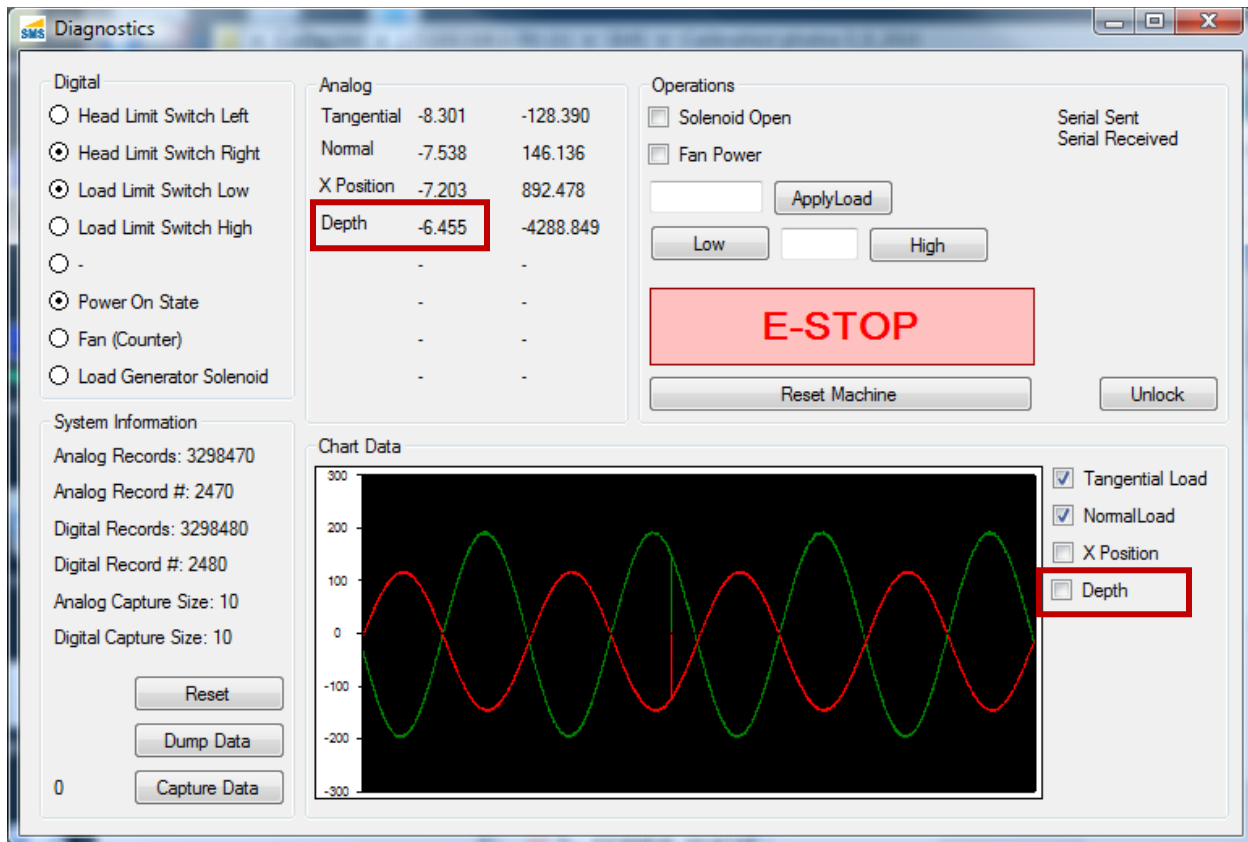 SMS Diagnostics
Digital
Head Limit Switch Left
Head Limit Switch Right
Load Limit Switch Low
Load Limit Switch High
-
Power On State
Fan (Counter)
Load Generator Solenoid
Analog
Tangential -8.301 -128.390
Normal -7.538 146.136
X Position -7.203 892.478
Depth -6.455 -4288.849
- -
- -
- -
- -
Operations
Solenoid Open
Fan Power
ApplyLoad
Low High
E-STOP
Reset Machine
Serial Sent
Serial Received
Unlock
System Information
Analog Records: 3298470
Analog Record #: 2470
Digital Records: 3298480
Digital Record #: 2480
Analog Capture Size: 10
Digital Capture Size: 10
Reset
Dump Data
0 Capture Data
Chart Data
300
200
100
0
-100
-200
-300
Tangential Load
NormalLoad
X Position
Depth